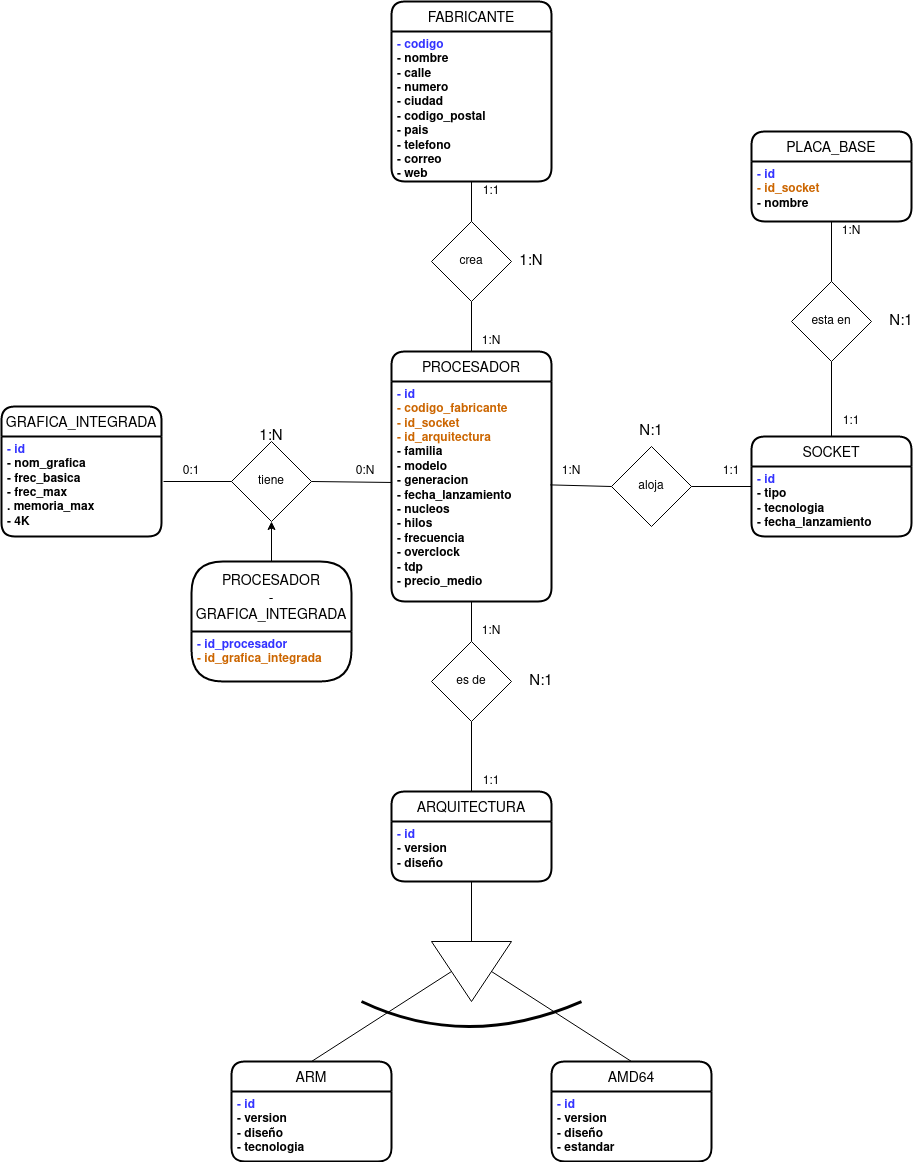 FABRICANTE
- codigo
- nombre
- calle
- numero
- ciudad
- codigo_postal
- pais
- telefono
- correo
- web
1:1
crea
1:N
1:N
PLACA_BASE
- id
- id_socket
- nombre
1:N
esta en
N:1
1:1
SOCKET
- id
- tipo
- tecnologia
- fecha_lanzamiento
PROCESADOR
- id
- codigo_fabricante
- id_socket
- id_arquitectura
- familia
- modelo
- generacion
- fecha_lanzamiento
- nucleos
- hilos
- frecuencia
- overclock
- tdp
- precio_medio
1:N
N:1
aloja
1:1
GRAFICA_INTEGRADA
- id
- nom_grafica
- frec_basica
- frec_max
. memoria_max
- 4K
0:1
1:N
tiene
0:N
PROCESADOR
-
GRAFICA_INTEGRADA
- id_procesador
- id_grafica_integrada
1:N
es de
N:1
1:1
ARQUITECTURA
- id
- version
- diseño
ARM
- id
- version
- diseño
- tecnologia
AMD64
- id
- version
- diseño
- estandar